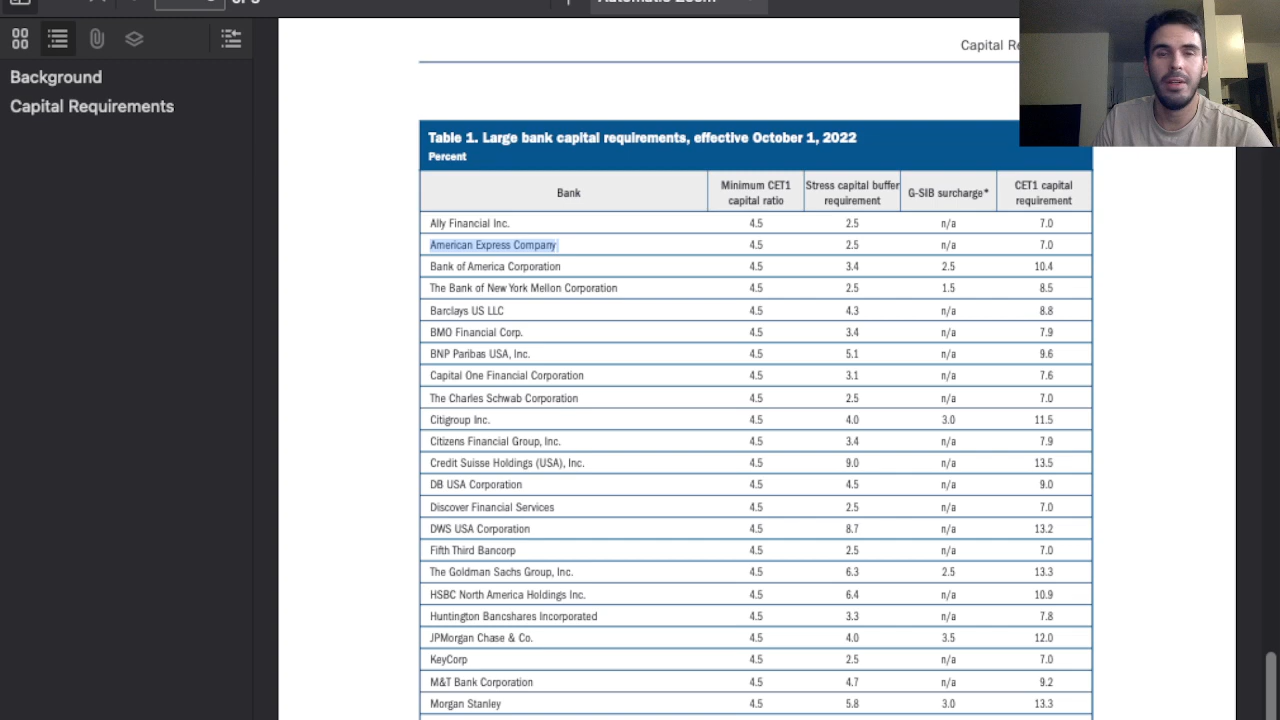 Background
Capital Requirements
Capital
Table 1. Large bank capital requirements, effective October 1, 2022
Percent
Bank Minimum CET1 capital ratio Stress capital buffer requirement G-SIB surcharge* CET1 capital requirement
Ally Financial Inc. 4.5 2.5 n/a 7.0
American Express Company 4.5 2.5 n/a 7.0
Bank of America Corporation 4.5 3.4 2.5 10.4
The Bank of New York Mellon Corporation 4.5 2.5 1.5 8.5
Barclays US LLC 4.5 4.3 n/a 8.8
BMO Financial Corp. 4.5 3.4 n/a 7.9
BNP Paribas USA, Inc. 4.5 5.1 n/a 9.6
Capital One Financial Corporation 4.5 3.1 n/a 7.6
The Charles Schwab Corporation 4.5 2.5 n/a 7.0
Citigroup Inc. 4.5 4.0 3.0 11.5
Citizens Financial Group, Inc. 4.5 3.4 n/a 7.9
Credit Suisse Holdings (USA), Inc. 4.5 9.0 n/a 13.5
DB USA Corporation 4.5 4.5 n/a 9.0
Discover Financial Services 4.5 2.5 n/a 7.0
DWS USA Corporation 4.5 8.7 n/a 13.2
Fifth Third Bancorp 4.5 2.5 n/a 7.0
The Goldman Sachs Group, Inc. 4.5 6.3 2.5 13.3
HSBC North America Holdings Inc. 4.5 6.4 n/a 10.9
Huntington Bancshares Incorporated 4.5 3.3 n/a 7.8
JPMorgan Chase & Co. 4.5 4.0 3.5 12.0
KeyCorp 4.5 2.5 n/a 7.0
M&T Bank Corporation 4.5 4.7 n/a 9.2
Morgan Stanley 4.5 5.8 3.0 13.3